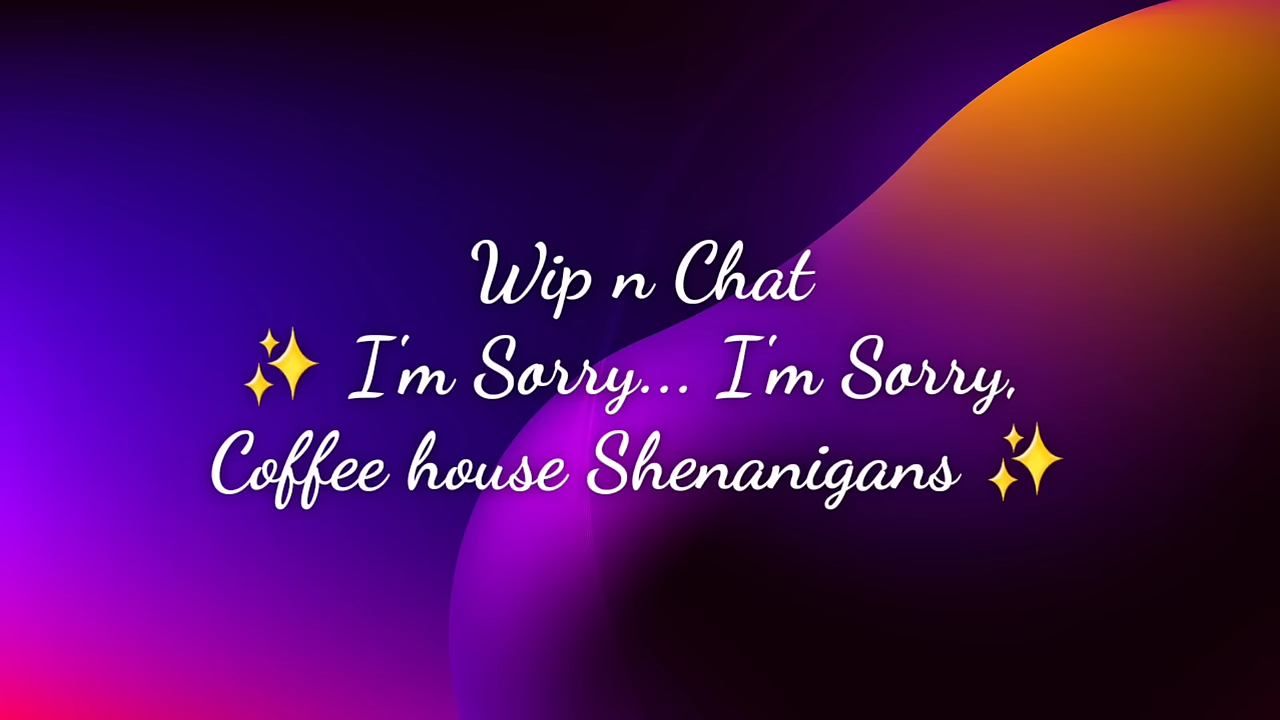 Wip n Chat
✨ I'm Sorry... I'm Sorry,
Coffee house Shenanigans ✨